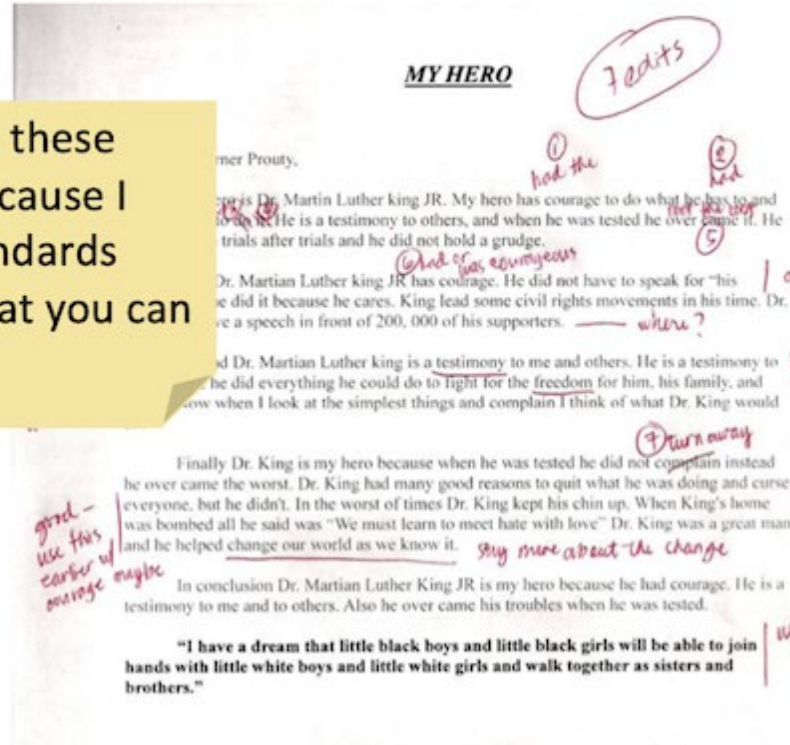 MY HERO
7 edits
these
cause I
ndards
at you can
ner Prouty,
① had the
② had
is Dr. Martin Luther king JR. My hero has courage to do what he has to and
He is a testimony to others, and when he was tested he over came it. He
⑤
trials after trials and he did not hold a grudge.
⑥ had or was courageous
Dr. Martian Luther king JR has courage. He did not have to speak for "his
e did it because he cares. King lead some civil rights movements in his time. Dr.
ve a speech in front of 200, 000 of his supporters. — where?
d Dr. Martian Luther king is a testimony to me and others. He is a testimony to
he did everything he could do to fight for the freedom for him, his family, and
ow when I look at the simplest things and complain I think of what Dr. King would
⑦ turn away
Finally Dr. King is my hero because when he was tested he did not complain instead
he over came the worst. Dr. King had many good reasons to quit what he was doing and curse
everyone, but he didn't. In the worst of times Dr. King kept his chin up. When King's home
was bombed all he said was "We must learn to meet hate with love" Dr. King was a great man
and he helped change our world as we know it. say more about the change
good -
use this
earlier w/
courage maybe
In conclusion Dr. Martian Luther King JR is my hero because he had courage. He is a
testimony to me and to others. Also he over came his troubles when he was tested.
"I have a dream that little black boys and little black girls will be able to join
hands with little white boys and little white girls and walk together as sisters and
brothers."